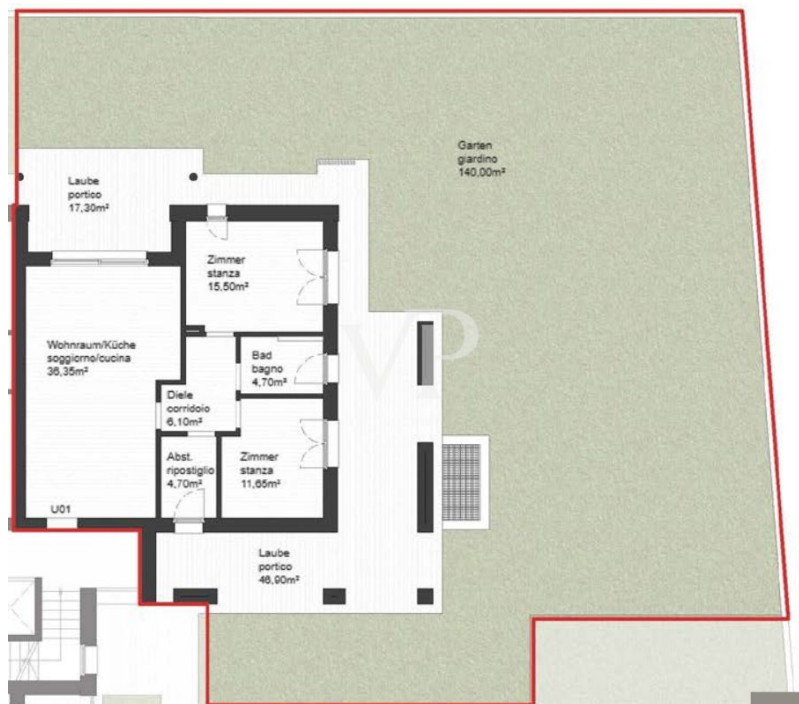 Garten
giardino
140,00m²
Laube
portico
17,30m²
Zimmer
stanza
15,50m²
Wohnraum/Küche
soggiorno/cucina
36,35m²
Bad
bagno
4,70m²
Diele
corridoio
6,10m²
Abst.
ripostiglio
4,70m²
Zimmer
stanza
11,65m²
U01
Laube
portico
46,90m²
VP